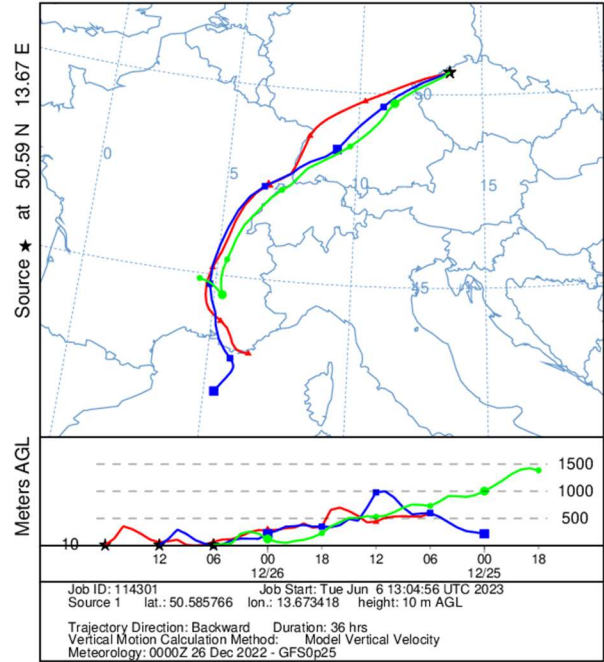 Source ★ at 50.59 N 13.67 E
50
0
5
10
15
45
Meters AGL
1500
1000
500
10
12 06 00 18 12 06 00 18
12/26 12/25
Job ID: 114301 Job Start: Tue Jun 6 13:04:56 UTC 2023
Source 1 lat.: 50.585766 lon.: 13.673418 height: 10 m AGL
Trajectory Direction: Backward Duration: 36 hrs
Vertical Motion Calculation Method: Model Vertical Velocity
Meteorology: 0000Z 26 Dec 2022 - GFS0p25